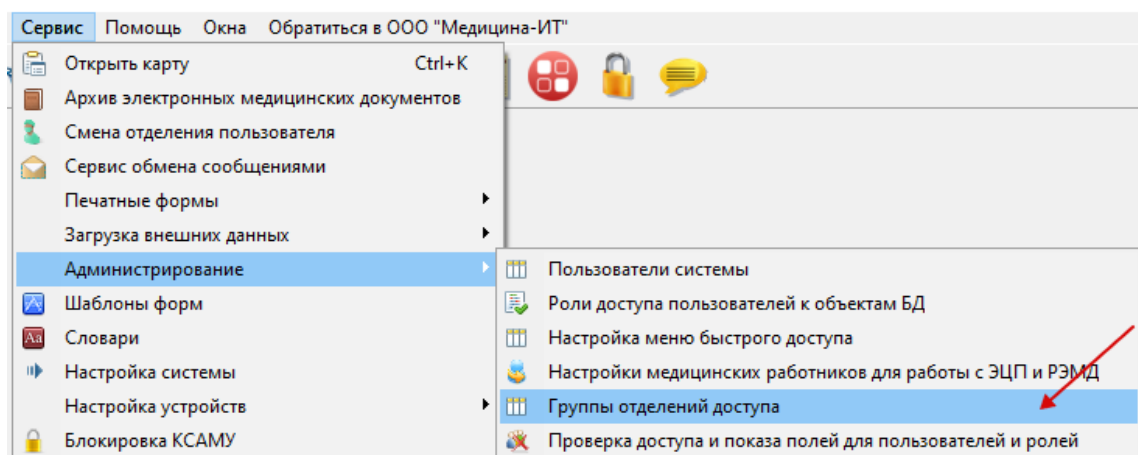 Сервис Помощь Окна Обратиться в ООО "Медицина-ИТ"
Открыть карту Ctrl+K
Архив электронных медицинских документов
Смена отделения пользователя
Сервис обмена сообщениями
Печатные формы
Загрузка внешних данных
Администрирование
Шаблоны форм
Aa Словари
Настройка системы
Настройка устройств
Блокировка КСАМУ
Пользователи системы
Роли доступа пользователей к объектам БД
Настройка меню быстрого доступа
Настройки медицинских работников для работы с ЭЦП и РЭМД
Группы отделений доступа
Проверка доступа и показа полей для пользователей и ролей